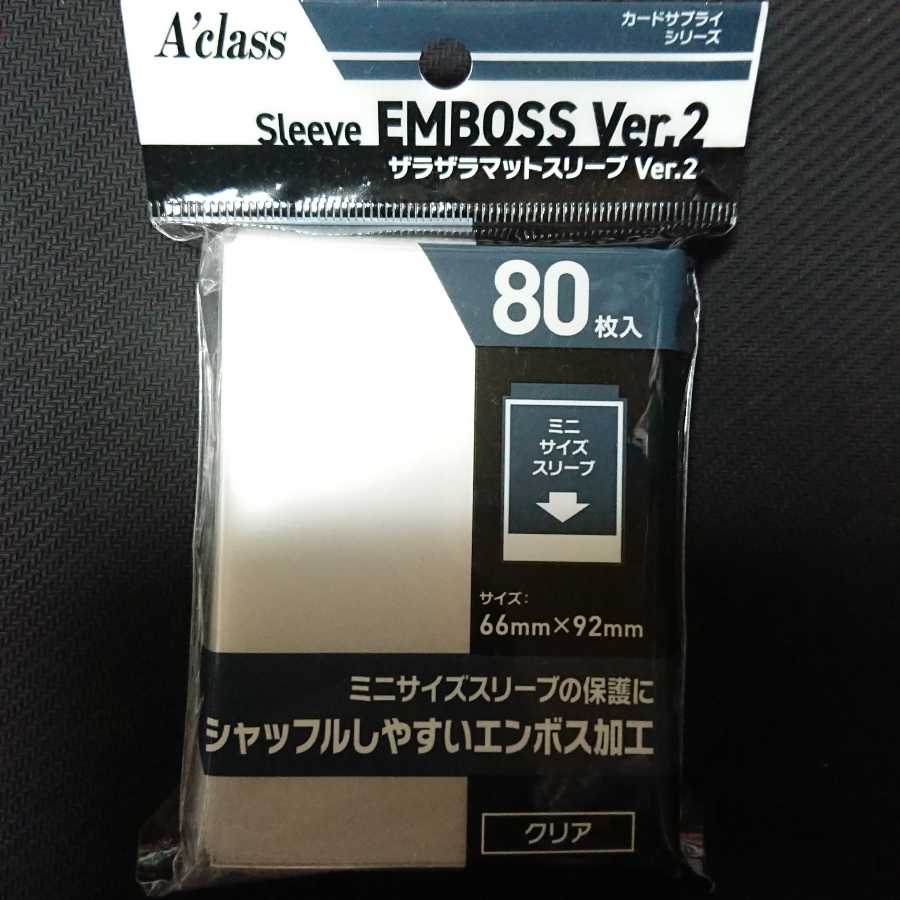 A'class
カードサプライ
シリーズ
Sleeve EMBOSS Ver.2
ザラザラマットスリーブ Ver.2
80枚入
ミニ
サイズ
スリーブ
サイズ:
66mm×92mm
ミニサイズスリーブの保護に
シャッフルしやすいエンボス加工
クリア